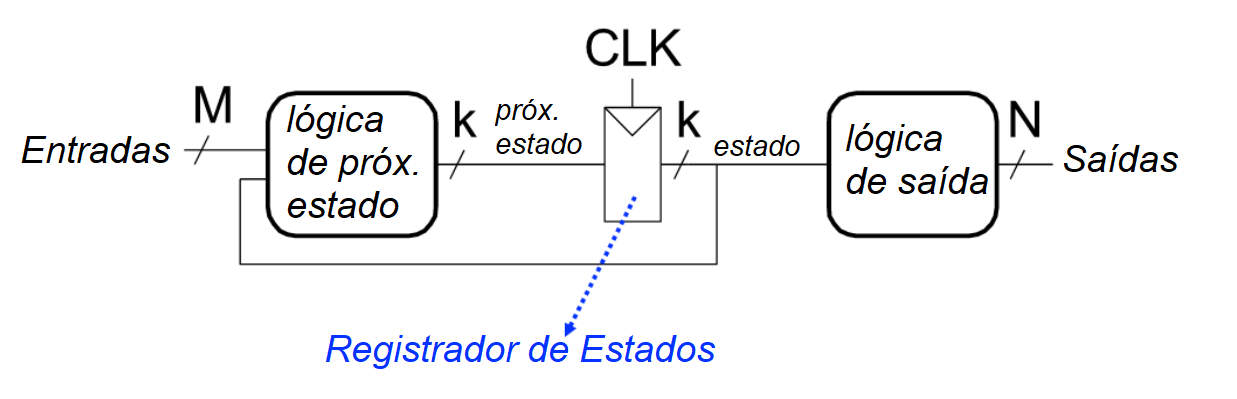 CLK
M
Entradas
lógica
de próx.
estado
k
próx.
estado
k
estado
lógica
de saída
N
Saídas
Registrador de Estados